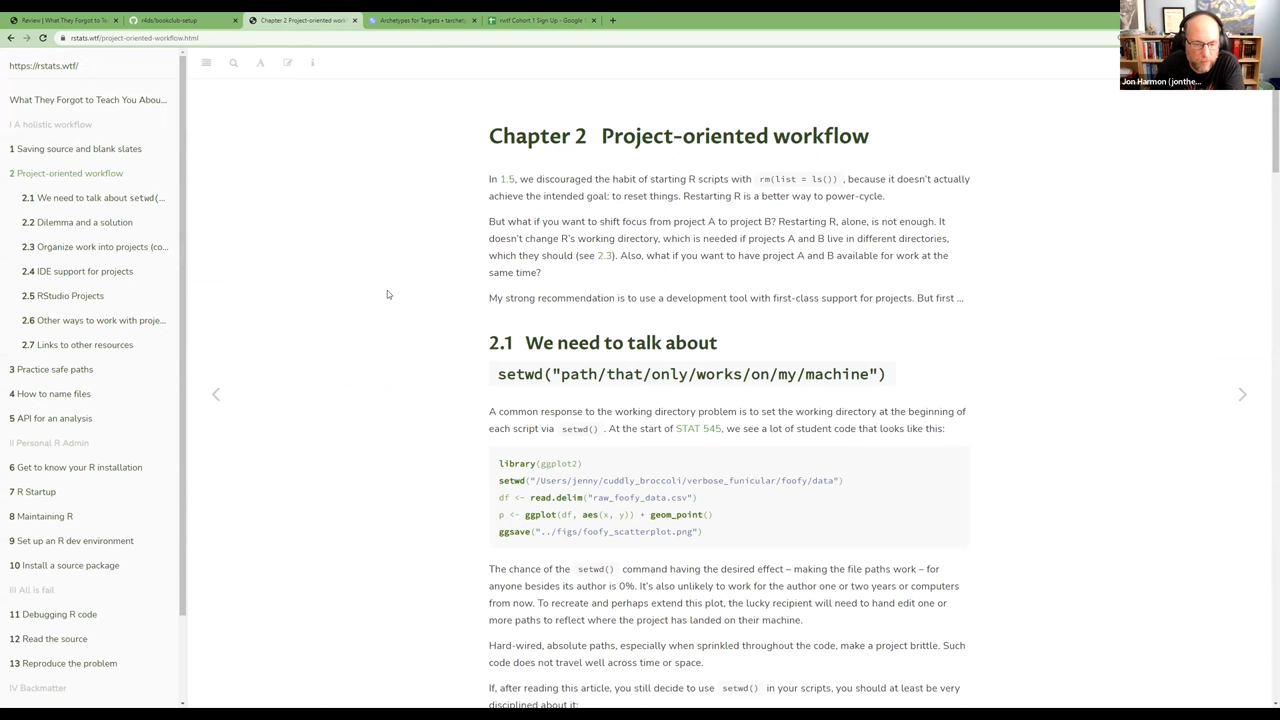 Review | What They Forgot to Te
r4ds/bookclub-setup
Chapter 2 Project-oriented workf
Archetypes for Targets • tarchety
rwtf Cohort 1 Sign Up - Google
rstats.wtf/project-oriented-workflow.html
Jon Harmon (jonthe...
https://rstats.wtf/
What They Forgot to Teach You Abou...
I A holistic workflow
1 Saving source and blank slates
2 Project-oriented workflow
2.1 We need to talk about setwd(...
2.2 Dilemma and a solution
2.3 Organize work into projects (co...
2.4 IDE support for projects
2.5 RStudio Projects
2.6 Other ways to work with proje...
2.7 Links to other resources
3 Practice safe paths
4 How to name files
5 API for an analysis
II Personal R Admin
6 Get to know your R installation
7 R Startup
8 Maintaining R
9 Set up an R dev environment
10 Install a source package
III All is fail
11 Debugging R code
12 Read the source
13 Reproduce the problem
IV Backmatter
Chapter 2 Project-oriented workflow
In 1.5, we discouraged the habit of starting R scripts with rm(list = ls()), because it doesn't actually
achieve the intended goal: to reset things. Restarting R is a better way to power-cycle.
But what if you want to shift focus from project A to project B? Restarting R, alone, is not enough. It
doesn't change R's working directory, which is needed if projects A and B live in different directories,
which they should (see 2.3). Also, what if you want to have project A and B available for work at the
same time?
My strong recommendation is to use a development tool with first-class support for projects. But first ...
2.1 We need to talk about
setwd("path/that/only/works/on/my/machine")
A common response to the working directory problem is to set the working directory at the beginning of
each script via setwd() . At the start of STAT 545, we see a lot of student code that looks like this:
library(ggplot2)
setwd("/Users/jenny/cuddly_broccoli/verbose_funicular/foofy/data")
df <- read.delim("raw_foofy_data.csv")
p <- ggplot(df, aes(x, y)) + geom_point()
ggsave("../figs/foofy_scatterplot.png")
The chance of the setwd() command having the desired effect – making the file paths work – for
anyone besides its author is 0%. It's also unlikely to work for the author one or two years or computers
from now. To recreate and perhaps extend this plot, the lucky recipient will need to hand edit one or
more paths to reflect where the project has landed on their machine.
Hard-wired, absolute paths, especially when sprinkled throughout the code, make a project brittle. Such
code does not travel well across time or space.
If, after reading this article, you still decide to use setwd() in your scripts, you should at least be very
disciplined about it: